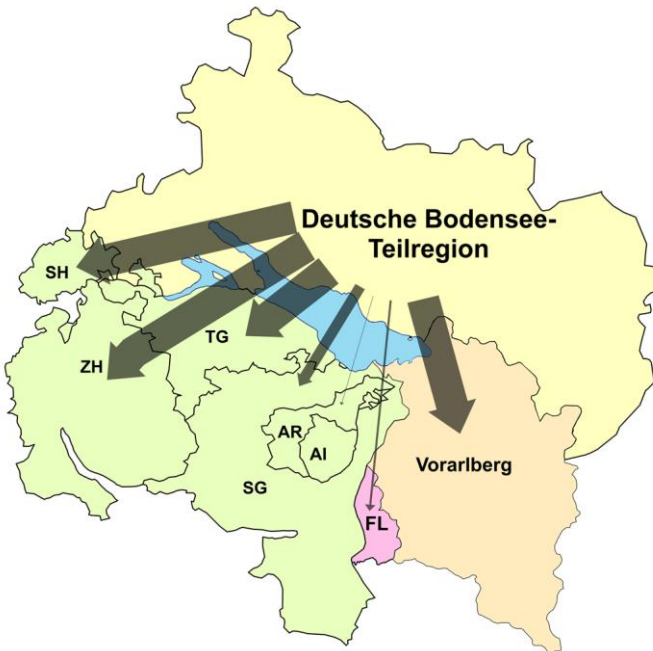 Deutsche Bodensee-
Teilregion
SH
TG
ZH
AR
AI
Vorarlberg
SG
FL